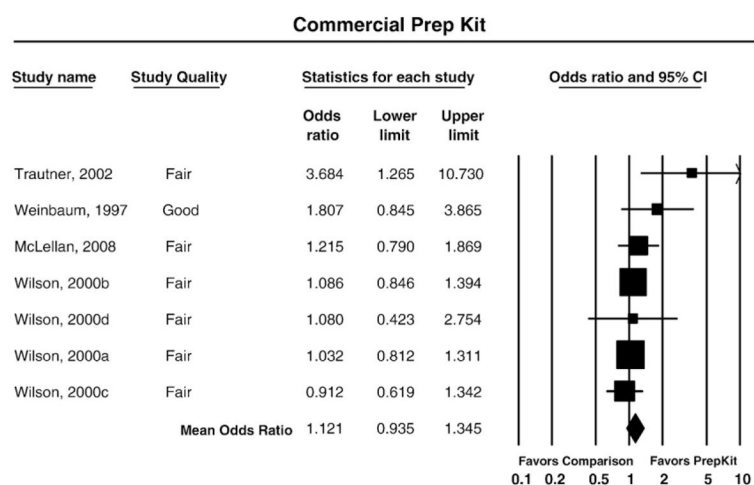 Commercial Prep Kit
Study name Study Quality Statistics for each study Odds ratio and 95% CI
Odds ratio Lower limit Upper limit
Trautner, 2002 Fair 3.684 1.265 10.730
Weinbaum, 1997 Good 1.807 0.845 3.865
McLellan, 2008 Fair 1.215 0.790 1.869
Wilson, 2000b Fair 1.086 0.846 1.394
Wilson, 2000d Fair 1.080 0.423 2.754
Wilson, 2000a Fair 1.032 0.812 1.311
Wilson, 2000c Fair 0.912 0.619 1.342
Mean Odds Ratio 1.121 0.935 1.345
Favors Comparison Favors PrepKit
0.1 0.2 0.5 1 2 5 10